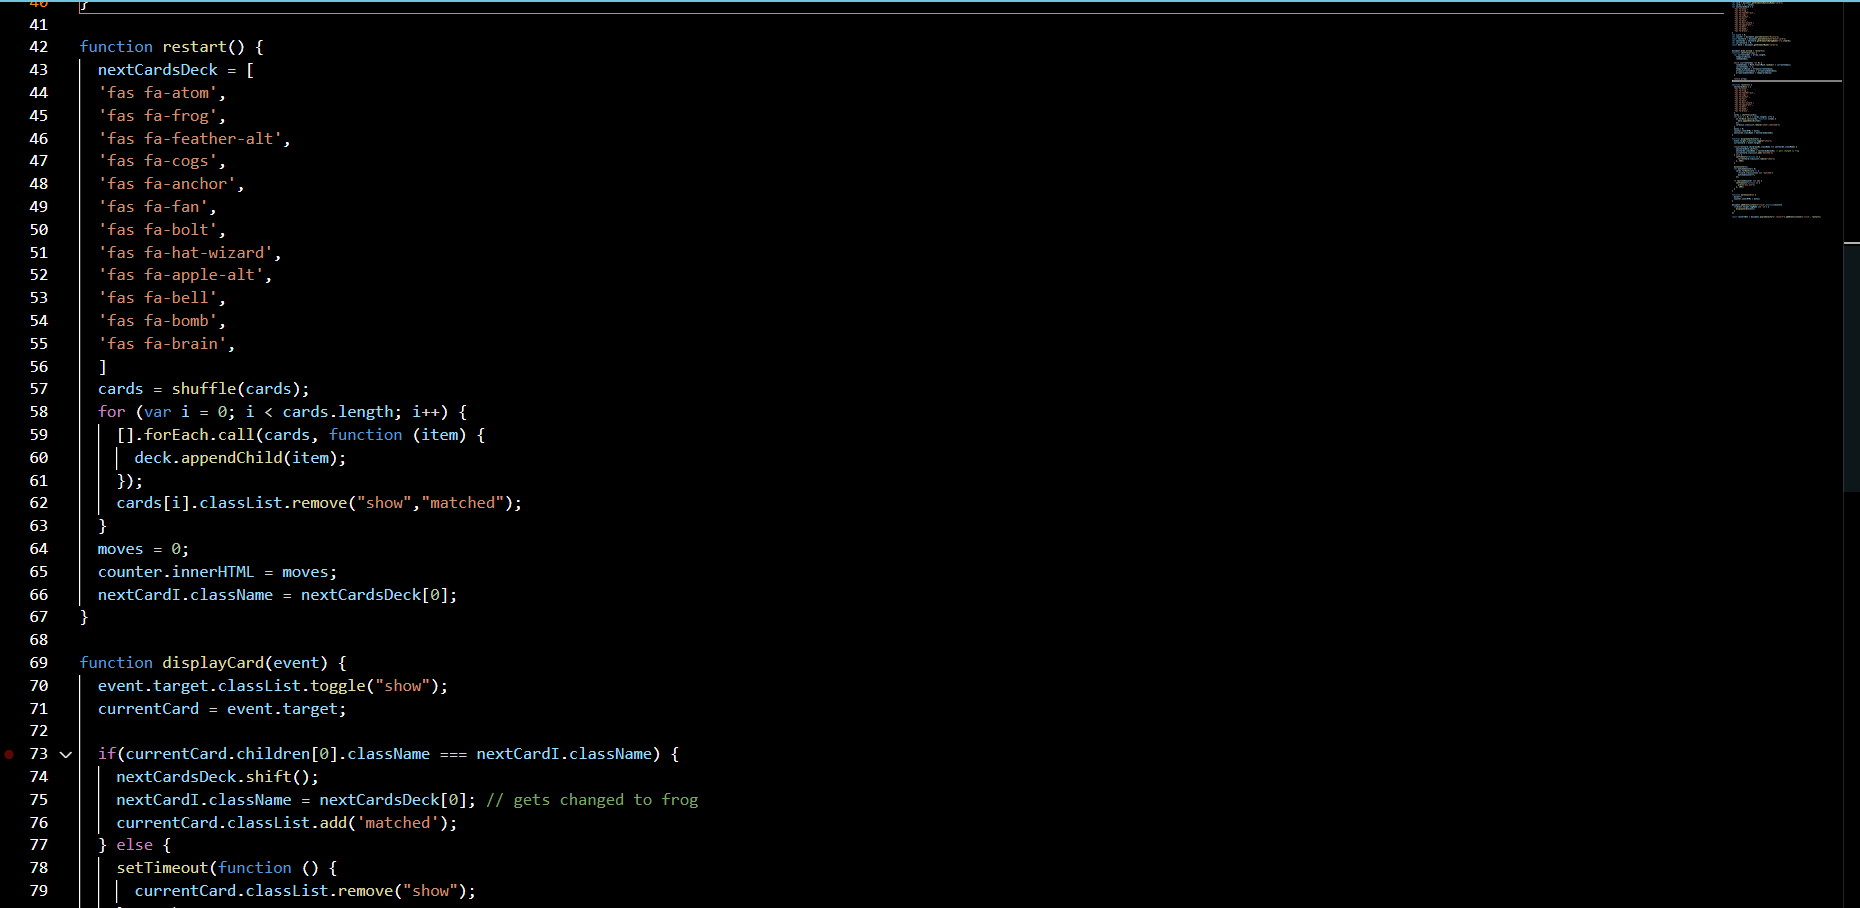 40 }
41
42 function restart() {
43 nextCardsDeck = [
44 'fas fa-atom',
45 'fas fa-frog',
46 'fas fa-feather-alt',
47 'fas fa-cogs',
48 'fas fa-anchor',
49 'fas fa-fan',
50 'fas fa-bolt',
51 'fas fa-hat-wizard',
52 'fas fa-apple-alt',
53 'fas fa-bell',
54 'fas fa-bomb',
55 'fas fa-brain',
56 ]
57 cards = shuffle(cards);
58 for (var i = 0; i < cards.length; i++) {
59 [].forEach.call(cards, function (item) {
60 deck.appendChild(item);
61 });
62 cards[i].classList.remove("show","matched");
63 }
64 moves = 0;
65 counter.innerHTML = moves;
66 nextCardI.className = nextCardsDeck[0];
67 }
68
69 function displayCard(event) {
70 event.target.classList.toggle("show");
71 currentCard = event.target;
72
73 if(currentCard.children[0].className === nextCardI.className) {
74 nextCardsDeck.shift();
75 nextCardI.className = nextCardsDeck[0]; // gets changed to frog
76 currentCard.classList.add('matched');
77 } else {
78 setTimeout(function () {
79 currentCard.classList.remove("show");